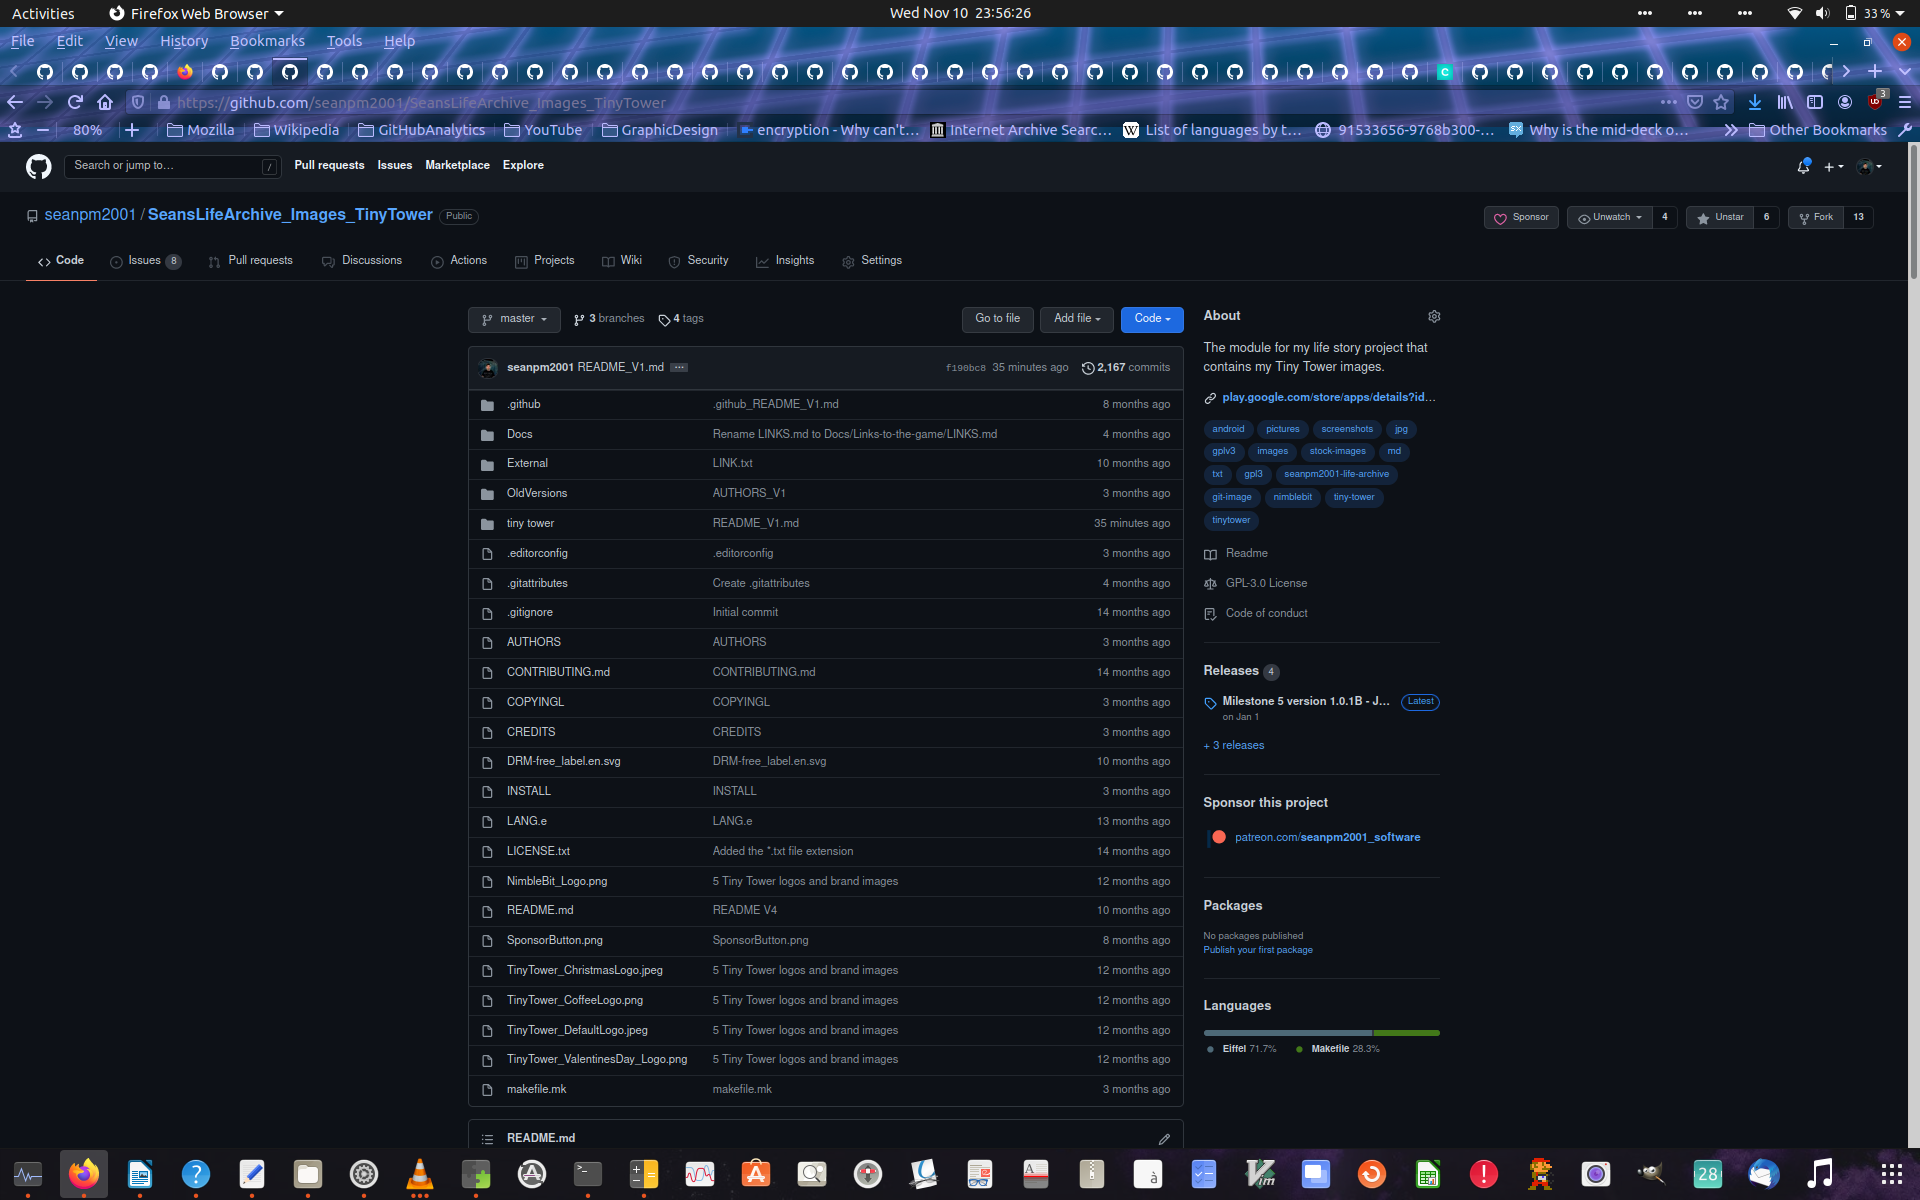 Activities Firefox Web Browser Wed Nov 10 23:56:26 33 %
File Edit View History Bookmarks Tools Help
https://github.com/seanpm2001/SeansLifeArchive_Images_TinyTower 3
80% Mozilla Wikipedia GitHubAnalytics YouTube GraphicDesign encryption - Why can't… Internet Archive Searc… List of languages by t… 91533656-9768b300-… Why is the mid-deck o… Other Bookmarks
Search or jump to… / Pull requests Issues Marketplace Explore
seanpm2001 / SeansLifeArchive_Images_TinyTower Public Sponsor Unwatch 4 Unstar 6 Fork 13
Code Issues 8 Pull requests Discussions Actions Projects Wiki Security Insights Settings
master 3 branches 4 tags Go to file Add file Code
seanpm2001 README_V1.md f190bc8 35 minutes ago 2,167 commits
.github .github_README_V1.md 8 months ago
Docs Rename LINKS.md to Docs/Links-to-the-game/LINKS.md 4 months ago
External LINK.txt 10 months ago
OldVersions AUTHORS_V1 3 months ago
tiny tower README_V1.md 35 minutes ago
.editorconfig .editorconfig 3 months ago
.gitattributes Create .gitattributes 4 months ago
.gitignore Initial commit 14 months ago
AUTHORS AUTHORS 3 months ago
CONTRIBUTING.md CONTRIBUTING.md 14 months ago
COPYINGL COPYINGL 3 months ago
CREDITS CREDITS 3 months ago
DRM-free_label.en.svg DRM-free_label.en.svg 10 months ago
INSTALL INSTALL 3 months ago
LANG.e LANG.e 13 months ago
LICENSE.txt Added the *.txt file extension 14 months ago
NimbleBit_Logo.png 5 Tiny Tower logos and brand images 12 months ago
README.md README V4 10 months ago
SponsorButton.png SponsorButton.png 8 months ago
TinyTower_ChristmasLogo.jpeg 5 Tiny Tower logos and brand images 12 months ago
TinyTower_CoffeeLogo.png 5 Tiny Tower logos and brand images 12 months ago
TinyTower_DefaultLogo.jpeg 5 Tiny Tower logos and brand images 12 months ago
TinyTower_ValentinesDay_Logo.png 5 Tiny Tower logos and brand images 12 months ago
makefile.mk makefile.mk 3 months ago
README.md
About
The module for my life story project that
contains my Tiny Tower images.
play.google.com/store/apps/details?id…
android pictures screenshots jpg
gplv3 images stock-images md
txt gpl3 seanpm2001-life-archive
git-image nimblebit tiny-tower
tinytower
Readme
GPL-3.0 License
Code of conduct
Releases 4
Milestone 5 version 1.0.1B - J… Latest
on Jan 1
+ 3 releases
Sponsor this project
patreon.com/seanpm2001_software
Packages
No packages published
Publish your first package
Languages
Eiffel 71.7% Makefile 28.3%
28